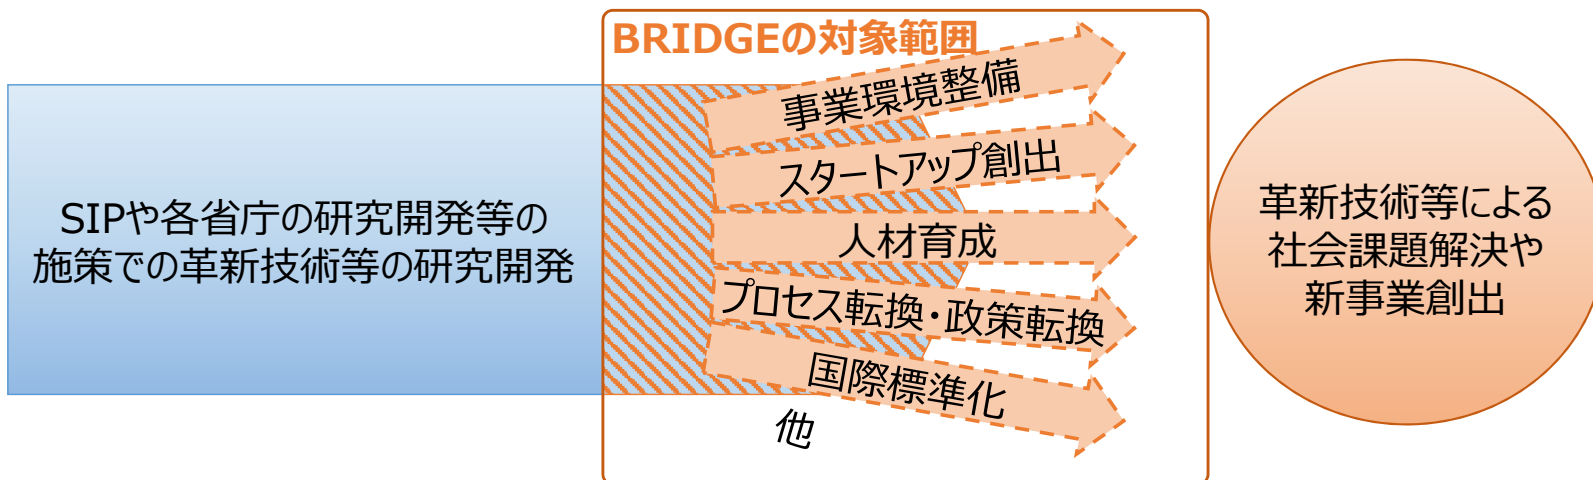 BRIDGEの対象範囲
SIPや各省庁の研究開発等の
施策での革新技術等の研究開発
事業環境整備
スタートアップ創出
人材育成
プロセス転換・政策転換
国際標準化
他
革新技術等による
社会課題解決や
新事業創出